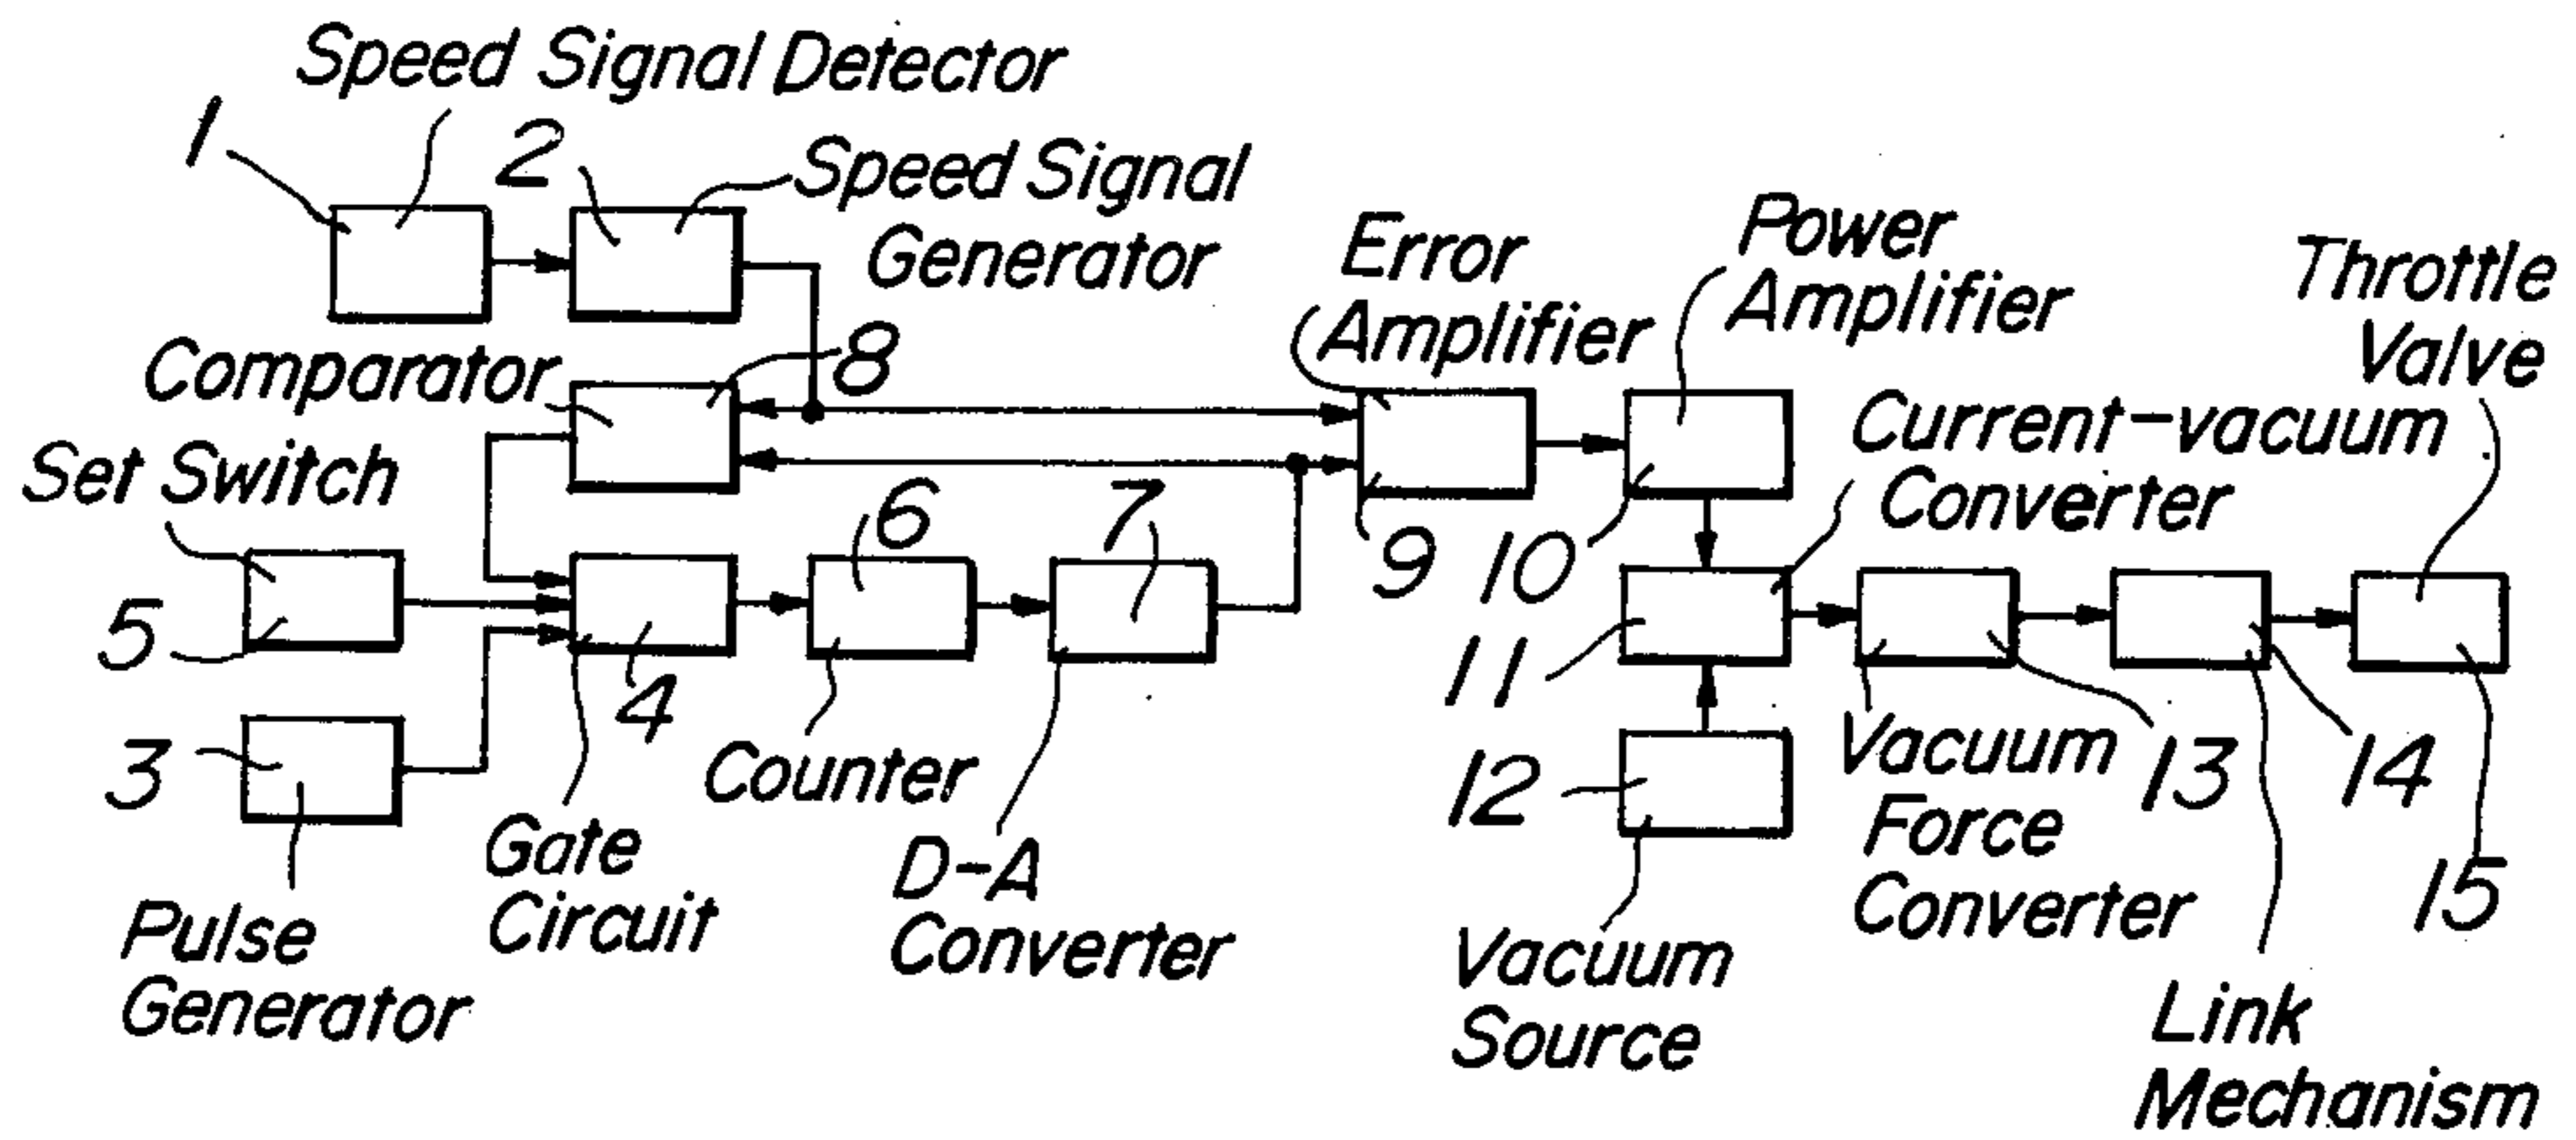 Speed Signal Detector
1
2
Speed Signal
Generator
Comparator
8
Error
Amplifier
Power
Amplifier
Throttle
Valve
Current-vacuum
Converter
Set Switch
5
6
7
9
10
11
3
4
12
13
14
15
Pulse
Generator
Gate
Circuit
Counter
D-A
Converter
Vacuum
Source
Vacuum
Force
Converter
Link
Mechanism